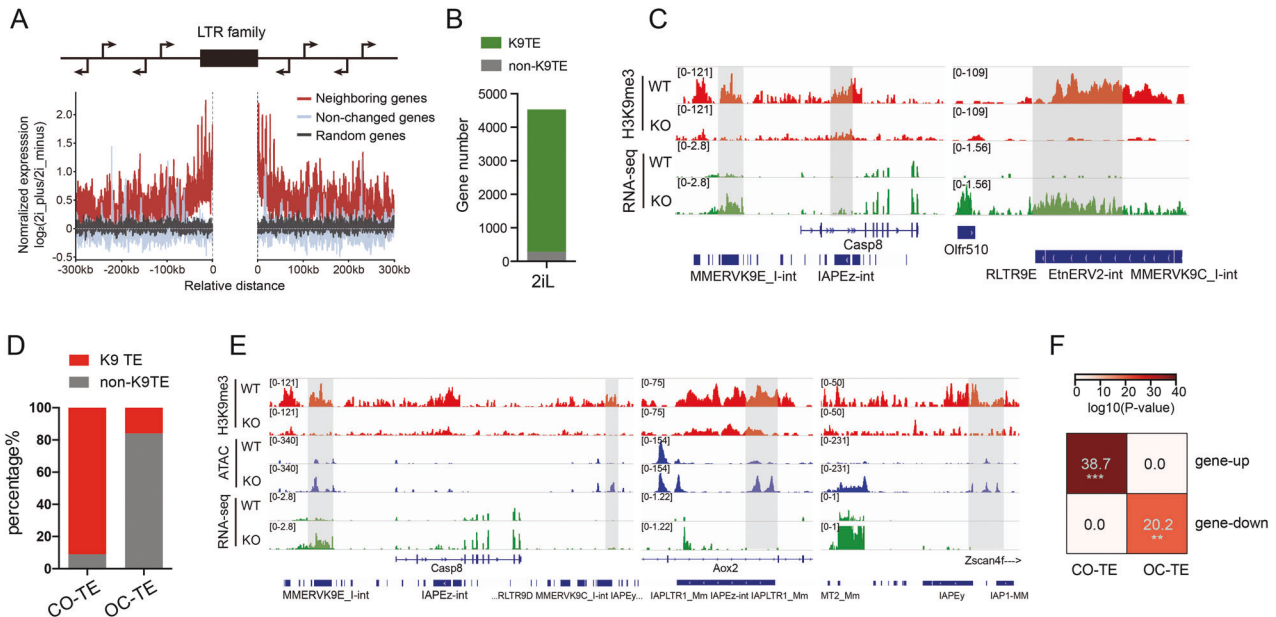 A
LTR family
Neighboring genes
Non-changed genes
Random genes
Nomnralized expression
log₂(2i_plus/2i_minus)
2.0
1.5
1.0
0.5
0
-0.5
-300kb
-200kb
-100kb
0
0
100kb
200kb
300kb
Relative distance
B
K9TE
non-K9TE
Gene number
5000
4000
3000
2000
1000
0
2iL
C
H3K9me3
RNA-seq
WT
KO
WT
KO
[0-121]
[0-121]
[0-2.8]
[0-2.8]
[0-109]
[0-109]
[0-1.56]
[0-1.56]
Casp8
MMERVK9E_I-int
IAPEz-int
Olfr510
RLTR9E
EtnERV2-int
MMERVK9C_I-int
D
K9 TE
non-K9TE
percentage%
100
80
60
40
20
0
CO-TE
OC-TE
E
H3K9me3
ATAC
RNA-seq
WT
KO
WT
KO
WT
KO
[0-121]
[0-121]
[0-340]
[0-340]
[0-2.8]
[0-2.8]
[0-75]
[0-75]
[0-154]
[0-154]
[0-1.22]
[0-1.22]
[0-50]
[0-50]
[0-231]
[0-231]
[0-1]
[0-1]
Casp8
Aox2
Zscan4f--->
MMERVK9E_I-int
IAPEz-int
...RLTR9D
MMERVK9C_I-int
IAPEy...
IAPLTR1_Mm
IAPEz-int
IAPLTR1_Mm
MT2_Mm
IAPEy
IAP1-MM
F
0
10
20
30
40
log10(P-value)
38.7
***
0.0
gene-up
0.0
20.2
**
gene-down
CO-TE
OC-TE